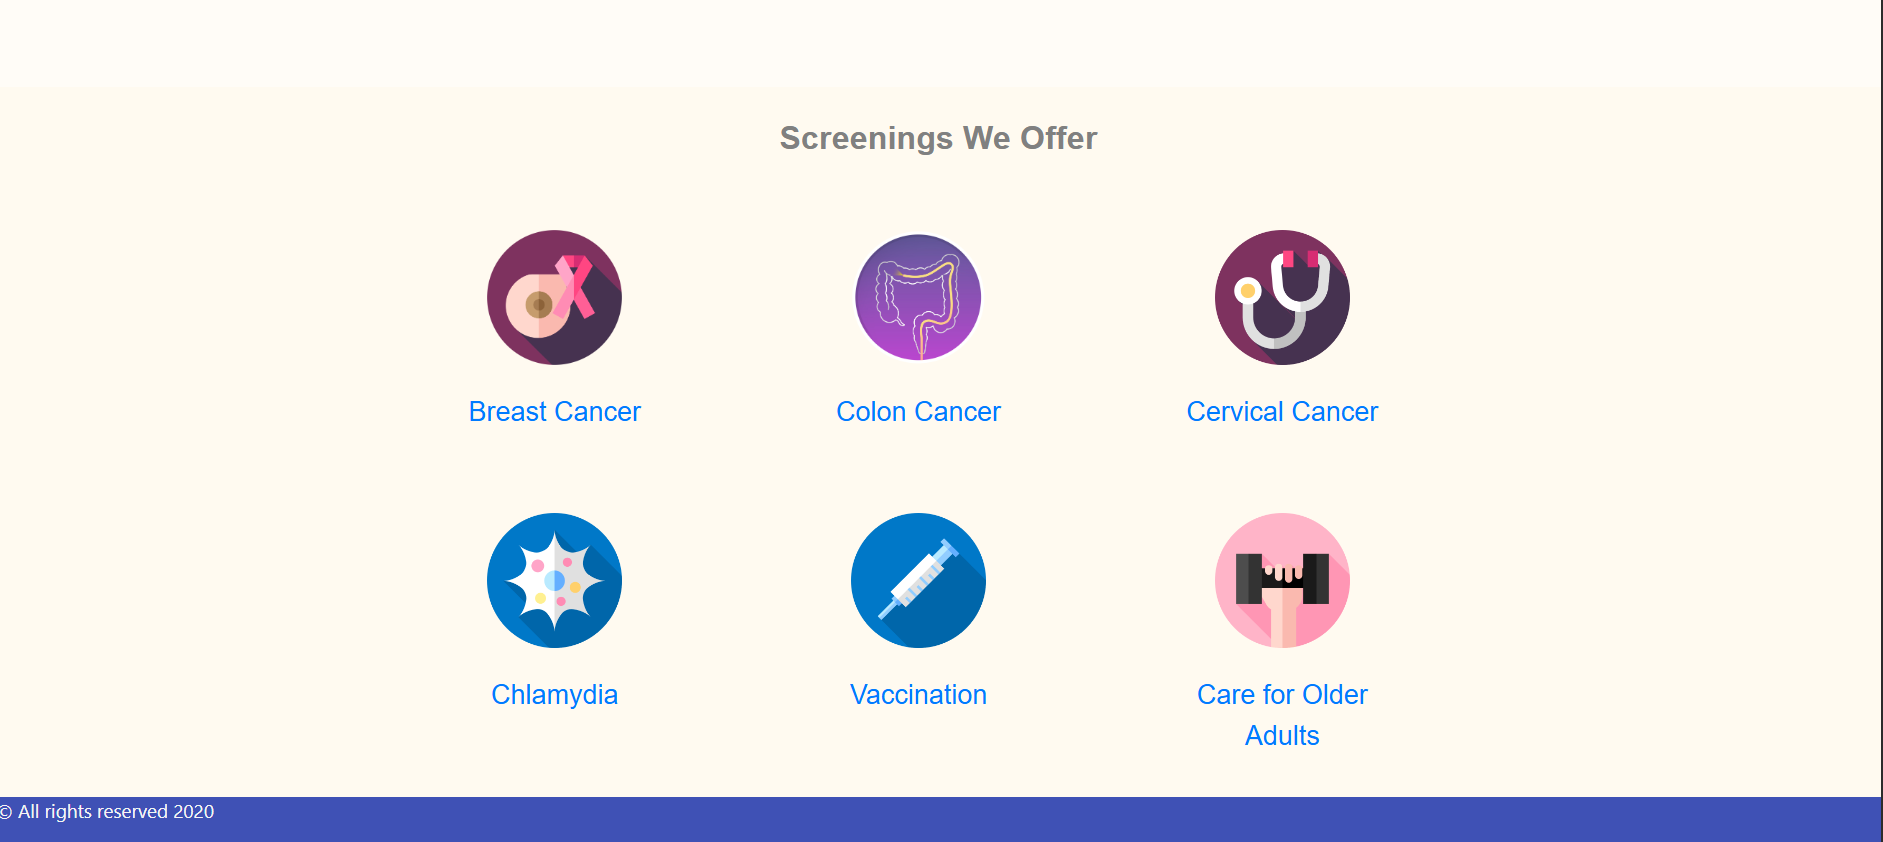 Screenings We Offer
Breast Cancer
Colon Cancer
Cervical Cancer
Chlamydia
Vaccination
Care for Older
Adults
© All rights reserved 2020